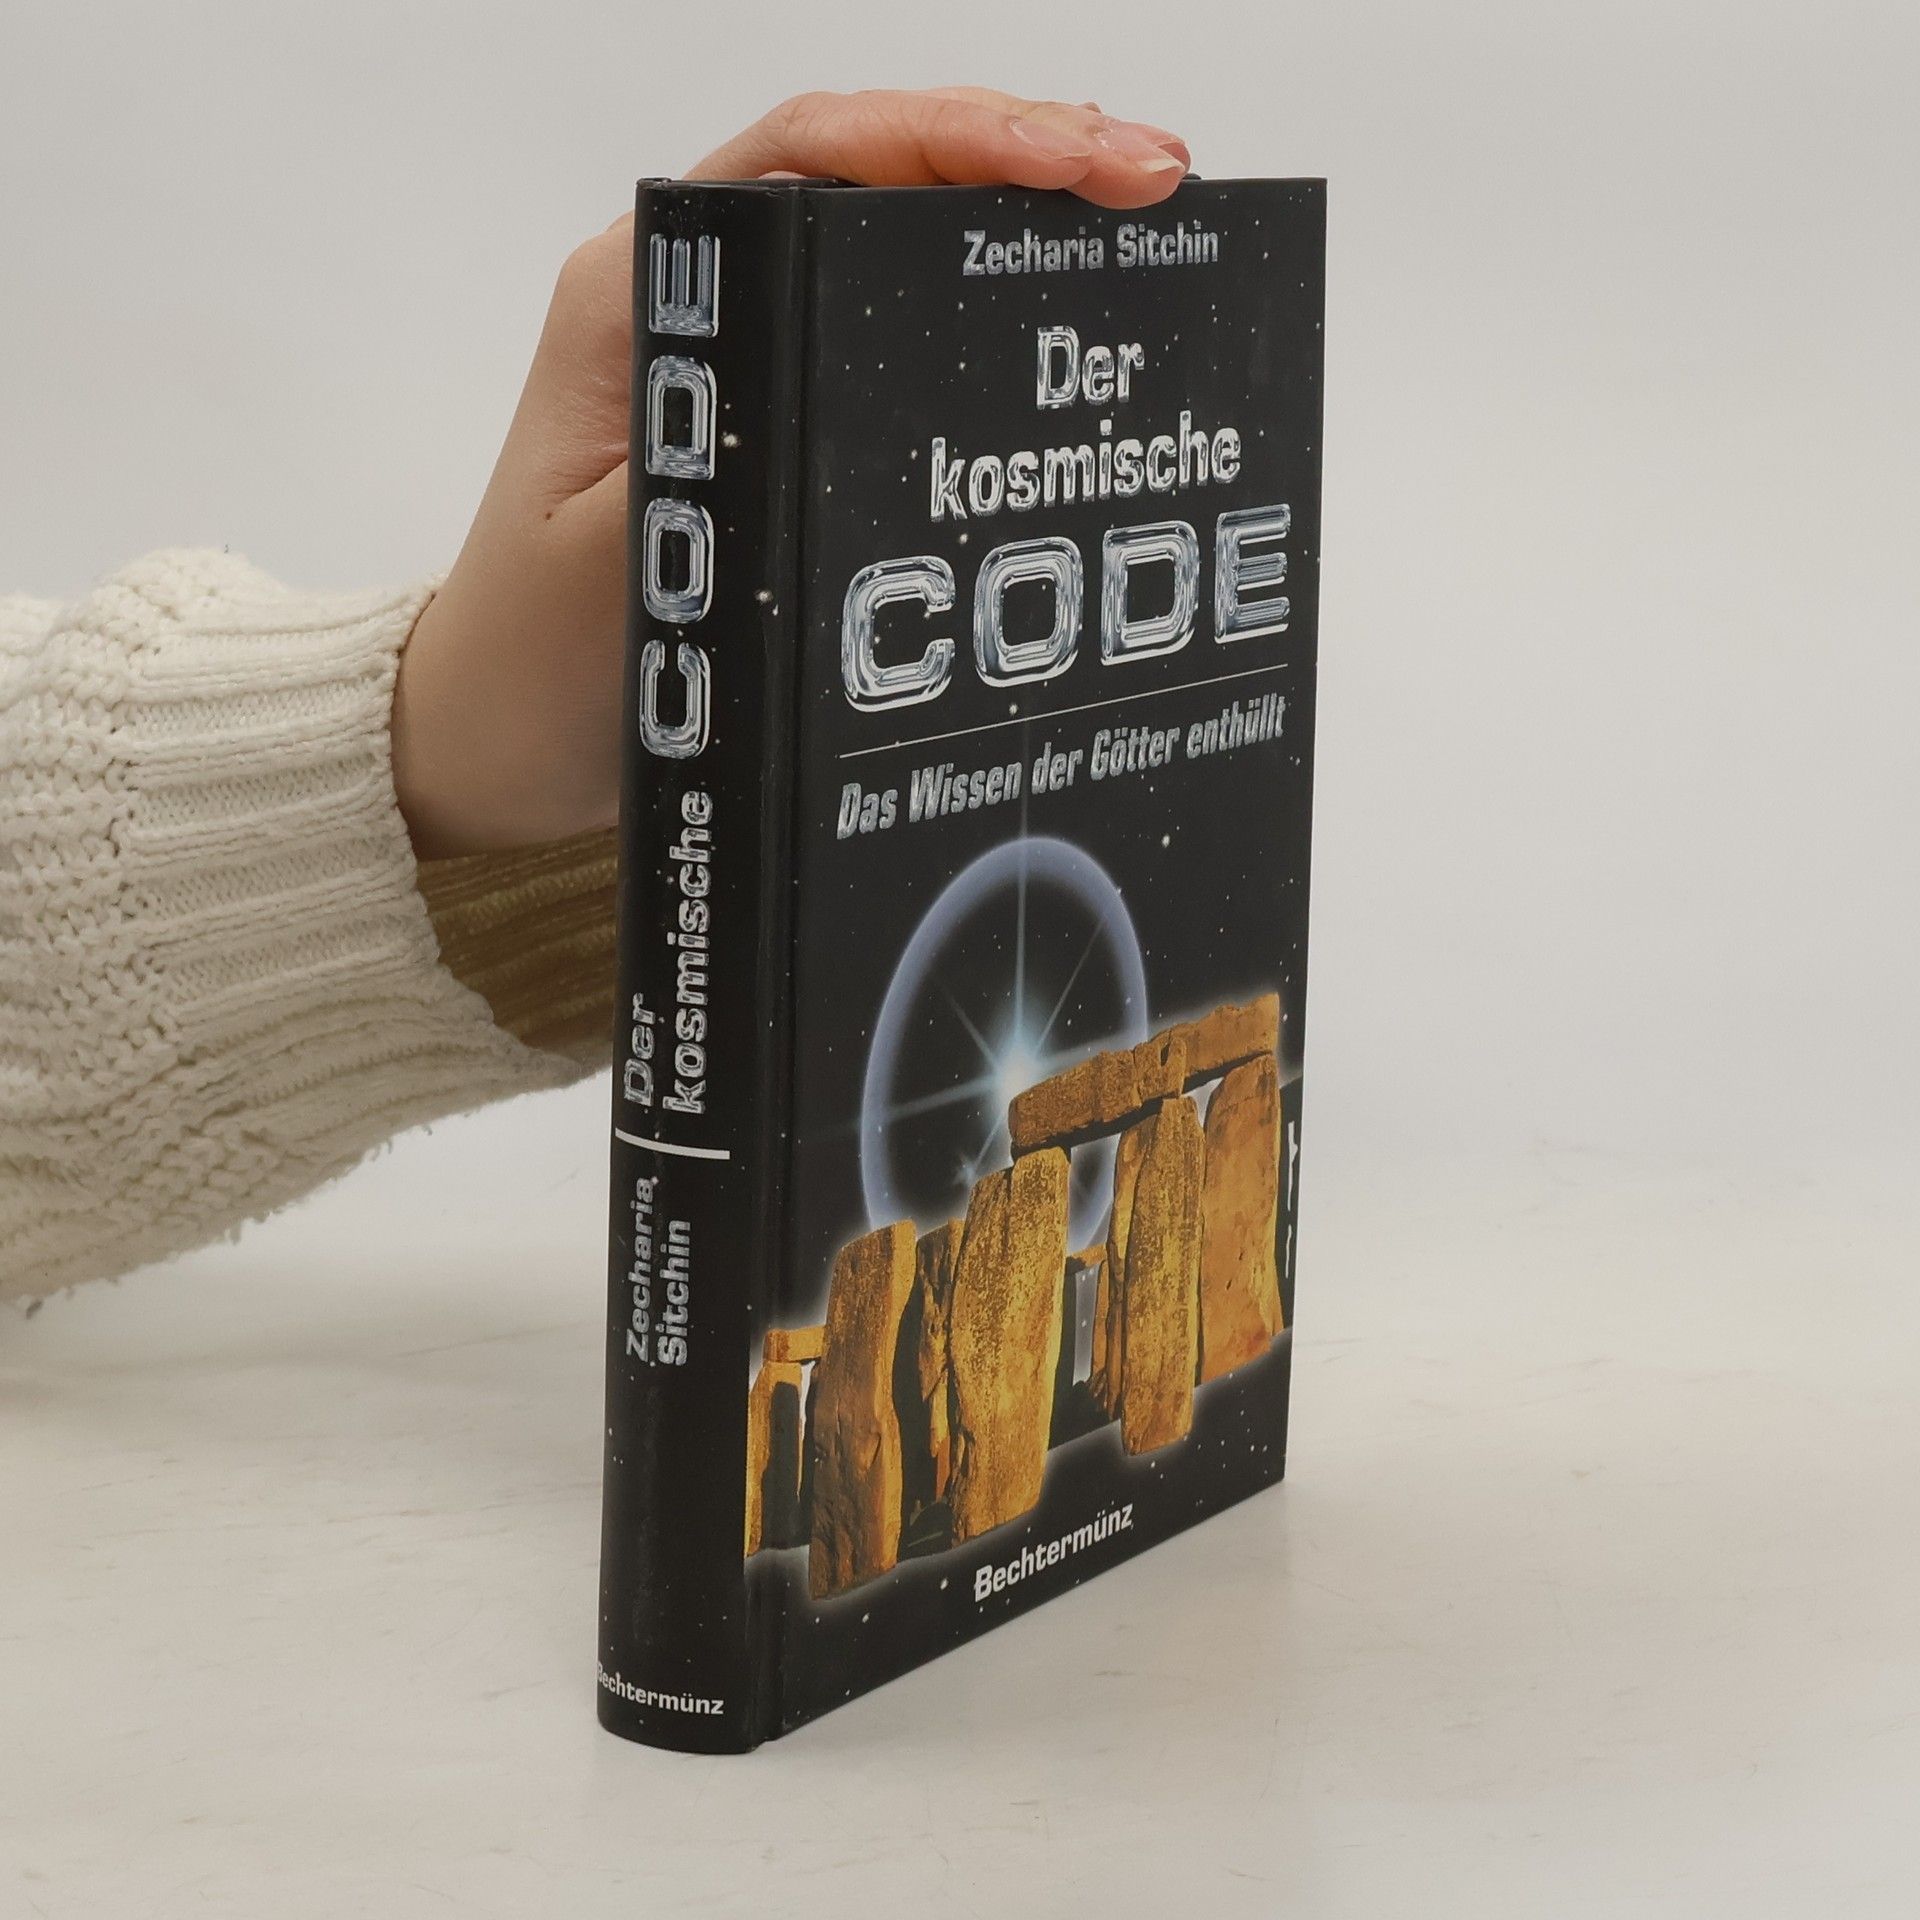 Zecharia Sitchin
Der
kosmische
CODE
Das Wissen der Götter enthüllt
Bechtermünz
Zecharia
Sitchin
Der
kosmische
CODE
Bechtermünz